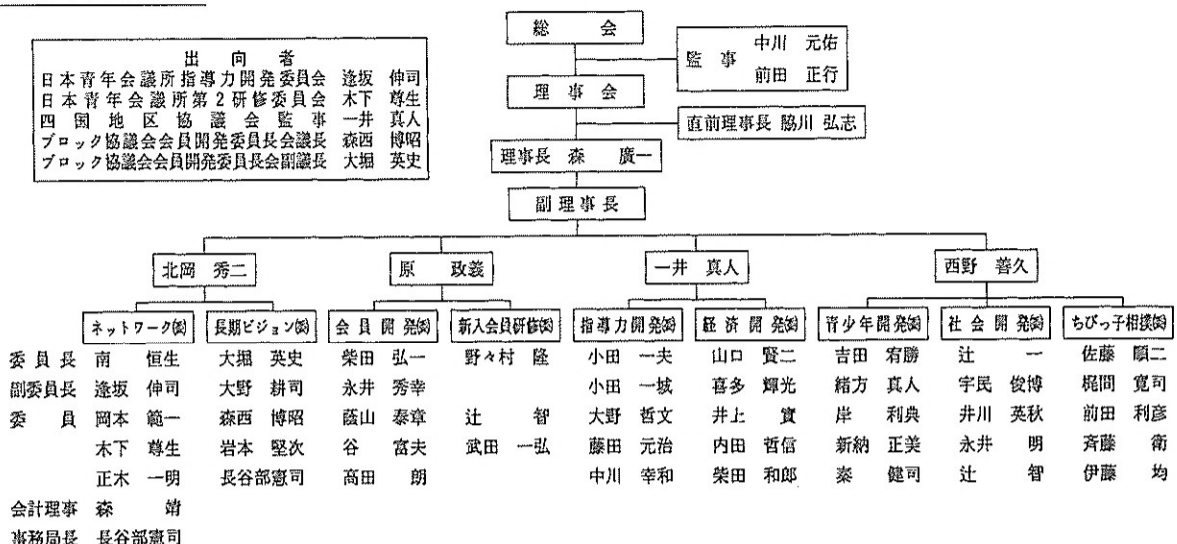 総会
監事 中川 元佑
前田 正行
理事会
直前理事長 脇川 弘志
理事長 森 廣一
副理事長
出向者
日本青年会議所指導力開発委員会 逢坂 伸司
日本青年会議所第2研修委員会 木下 尊生
四国地区協議会監事 一井 真人
ブロック協議会会員開発委員長会議長 森西 博昭
ブロック協議会会員開発委員長会副議長 大堀 英史
北岡 秀二 原 政義 一井 真人 西野 善久
ネットワーク(委) 長期ビジョン(委) 会員開発(委) 新入会員研修(委) 指導力開発(委) 経済開発(委) 青少年開発(委) 社会開発(委) ちびっ子相撲(委)
委員長 南 恒生 大堀 英史 柴田 弘一 野々村 隆 小田 一夫 山口 賢二 吉田 宥勝 辻 一 佐藤 順二
副委員長 逢坂 伸司 大野 耕司 永井 秀幸 小田 一城 喜多 輝光 緒方 真人 宇民 俊博 梶間 寛司
委員 岡本 範一 森西 博昭 蔭山 泰章 辻 智 大野 哲文 井上 實 岸 利典 井川 英秋 前田 利彦
木下 尊生 岩本 堅次 谷 富夫 武田 一弘 藤田 元治 内田 哲信 新納 正美 永井 明 斉藤 衛
正木 一明 長谷部憲司 高田 朗 中川 幸和 柴田 和郎 秦 健司 辻 智 伊藤 均
会計理事 森 靖
事務局長 長谷部憲司